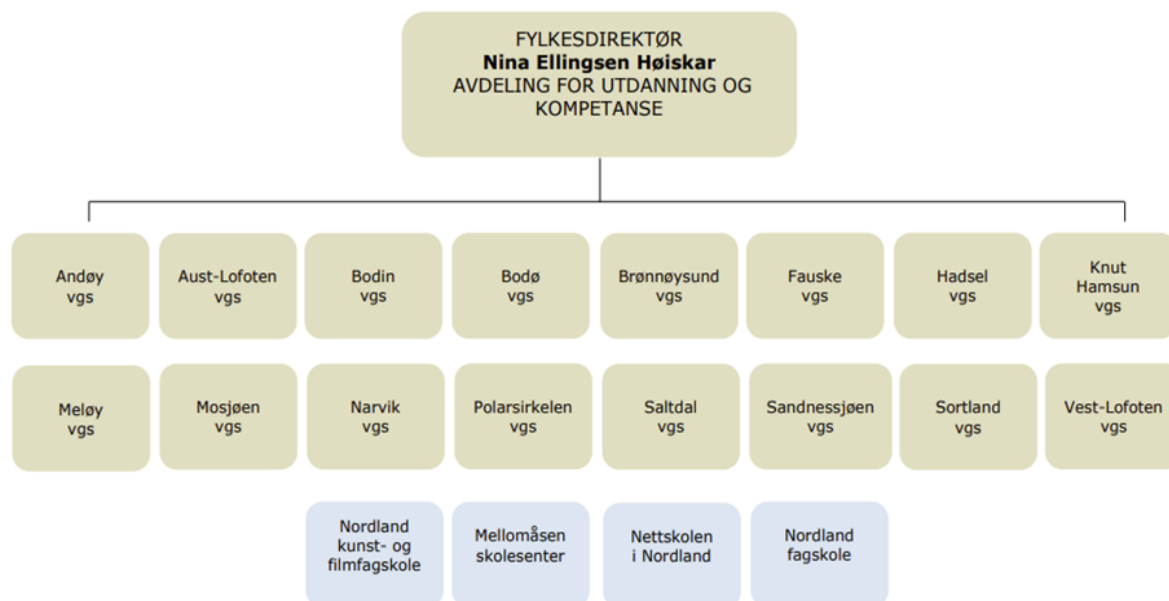 FYLKESDIREKTØR
Nina Ellingsen Høiskar
AVDELING FOR UTDANNING OG
KOMPETANSE
Andøy
vgs
Aust-Lofoten
vgs
Bodin
vgs
Bodø
vgs
Brønnøysund
vgs
Fauske
vgs
Hadsel
vgs
Knut
Hamsun
vgs
Meløy
vgs
Mosjøen
vgs
Narvik
vgs
Polarsirkelen
vgs
Saltdal
vgs
Sandnessjøen
vgs
Sortland
vgs
Vest-Lofoten
vgs
Nordland
kunst- og
filmfagskole
Mellomåsen
skolesenter
Nettskolen
i Nordland
Nordland
fagskole